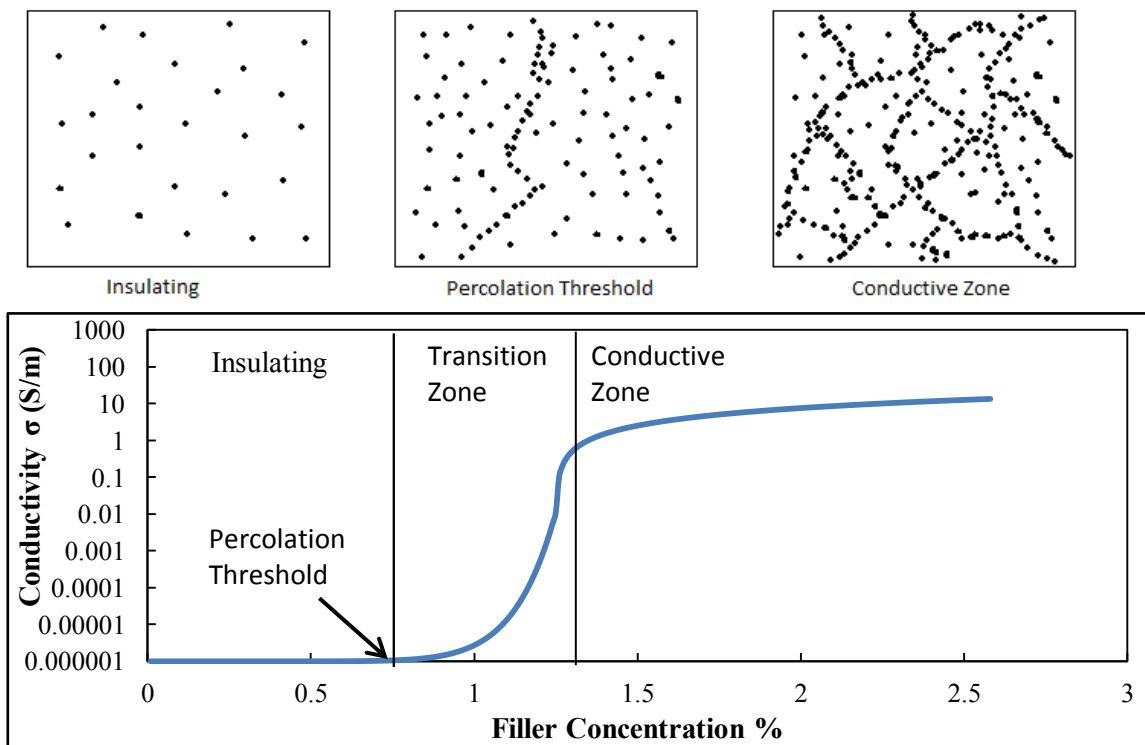 Insulating
Percolation Threshold
Conductive Zone
Conductivity σ (S/m)
1000
100
10
1
0.1
0.01
0.001
0.0001
0.00001
0.000001
Insulating
Transition
Zone
Conductive
Zone
Percolation
Threshold
0
0.5
1
1.5
2
2.5
3
Filler Concentration %